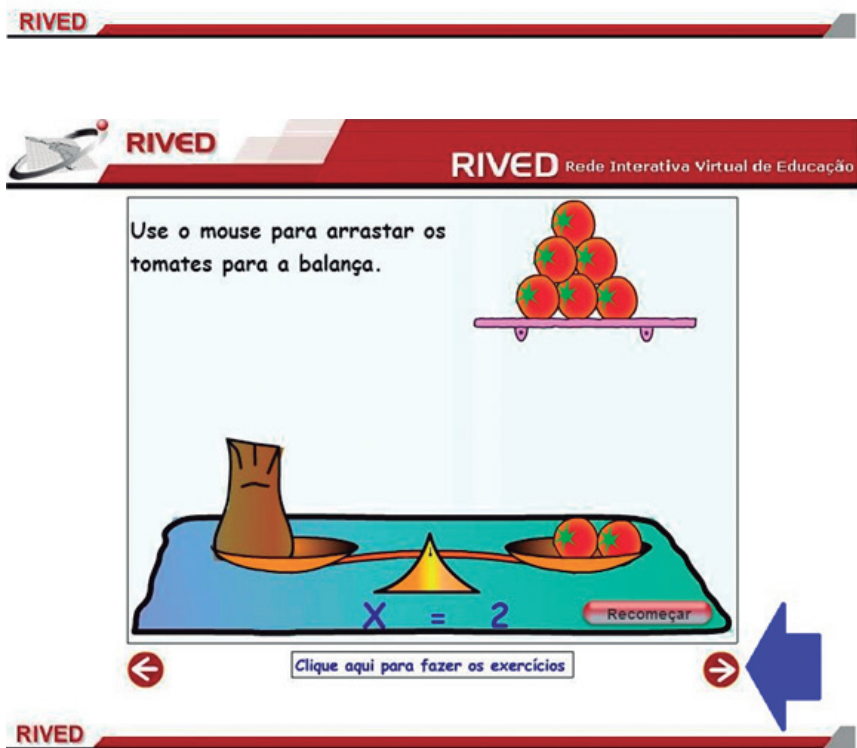 RIVED
RIVED
RIVED Rede Interativa Virtual de Educação
Use o mouse para arrastar os
tomates para a balança.
X = 2
Recomeçar
Clique aqui para fazer os exercícios
RIVED